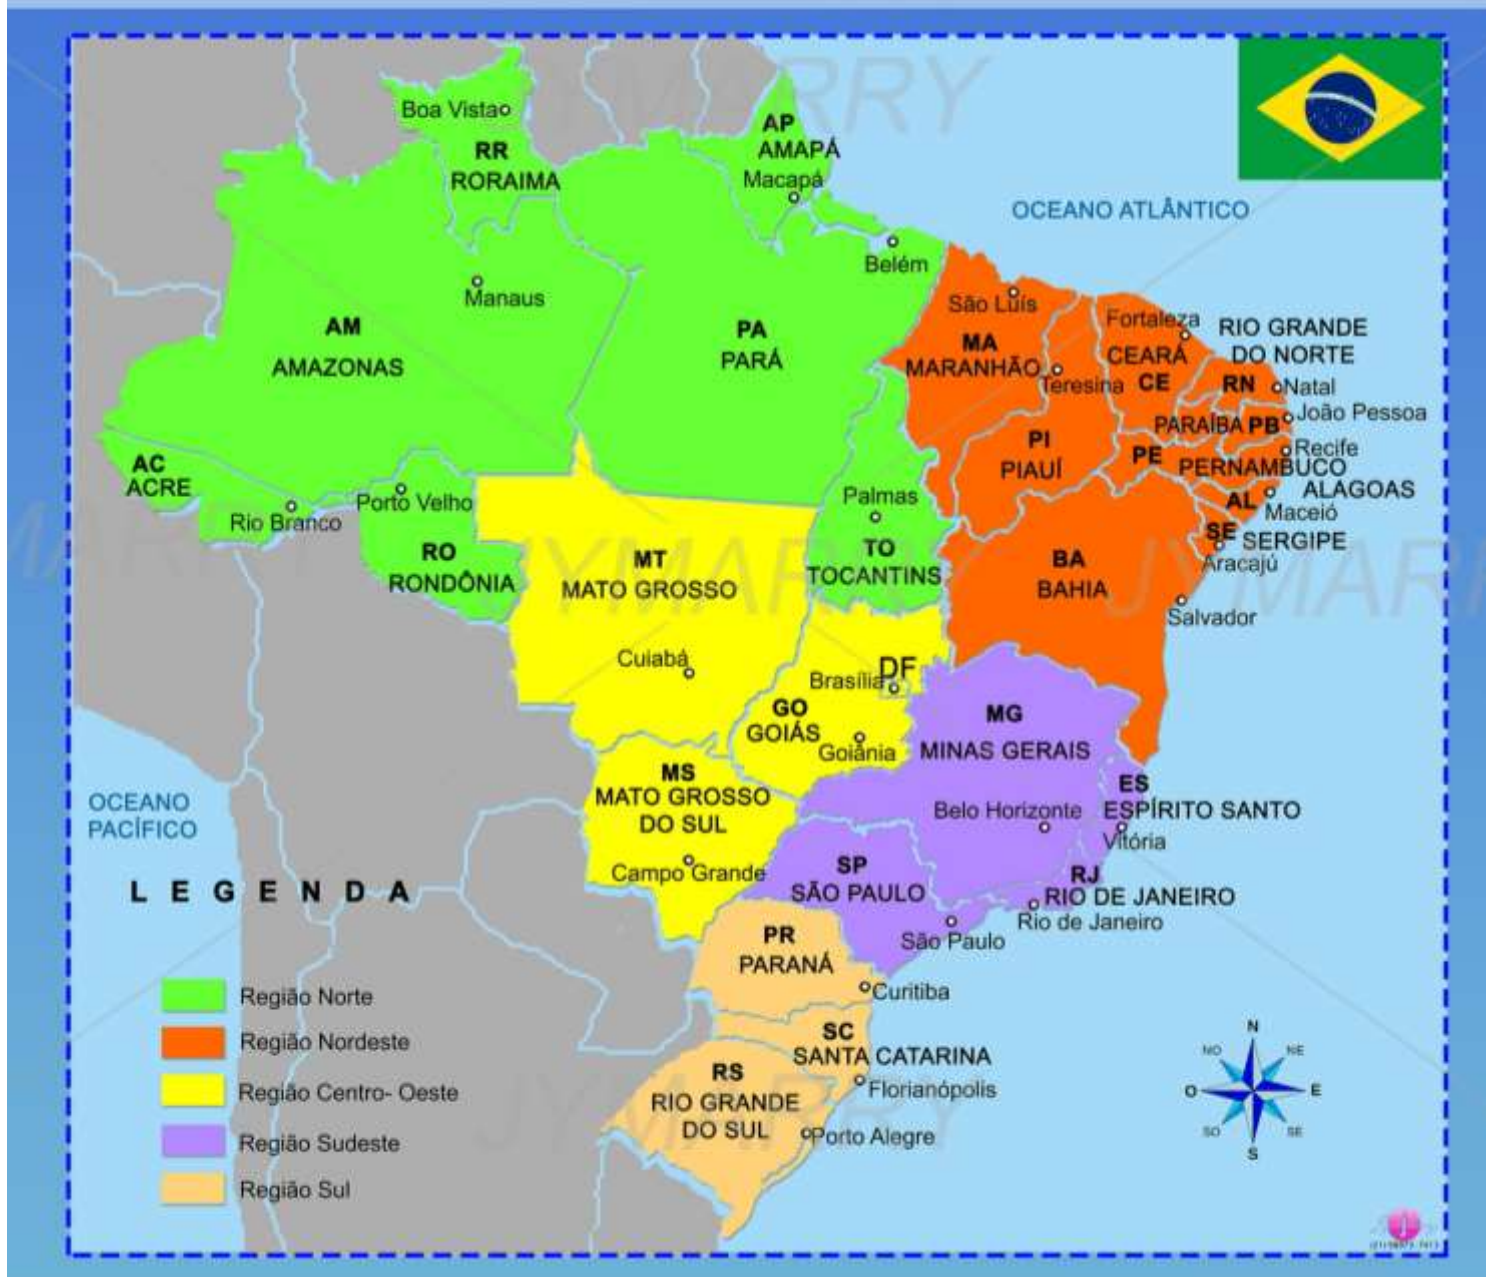 Boa Vista
RR
RORAIMA
AP
AMAPÁ
Macapá
OCEANO ATLÂNTICO
Belém
Manaus
AM
AMAZONAS
PA
PARÁ
São Luís
MA
MARANHÃO
Teresina
Fortaleza
CEARÁ
CE
RIO GRANDE
DO NORTE
RN
Natal
João Pessoa
PARAÍBA PB
Recife
PE
PERNAMBUCO
PI
PIAUÍ
ALAGOAS
AL
Maceió
SE
SERGIPE
Aracajú
AC
ACRE
Rio Branco
Porto Velho
RO
RONDÔNIA
MT
MATO GROSSO
Cuiabá
Palmas
TO
TOCANTINS
BA
BAHIA
Salvador
DF
Brasília
GO
GOIÁS
Goiânia
MG
MINAS GERAIS
Belo Horizonte
ES
ESPÍRITO SANTO
Vitória
MS
MATO GROSSO
DO SUL
Campo Grande
SP
SÃO PAULO
São Paulo
RJ
RIO DE JANEIRO
Rio de Janeiro
PR
PARANÁ
Curitiba
SC
SANTA CATARINA
Florianópolis
RS
RIO GRANDE
DO SUL
Porto Alegre
OCEANO
PACÍFICO
LEGENDA
Região Norte
Região Nordeste
Região Centro- Oeste
Região Sudeste
Região Sul
N
NO
NE
O
E
SO
SE
S
JYMARRY
JYMARRY
JYMARRY